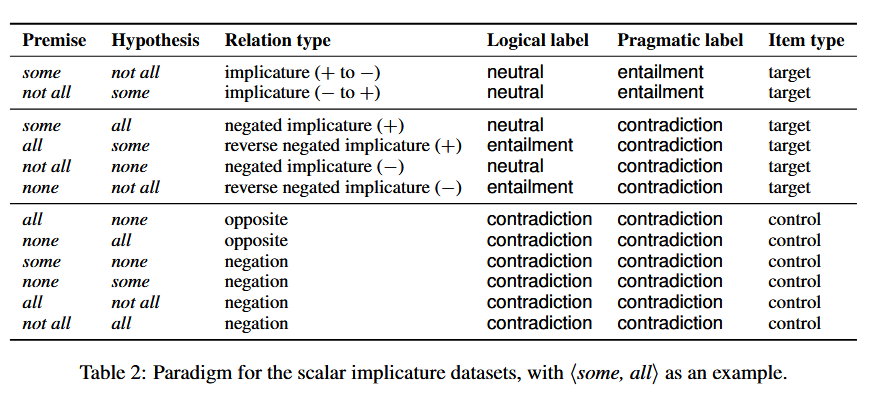 Premise Hypothesis Relation type Logical label Pragmatic label Item type
some not all implicature (+ to −) neutral entailment target
not all some implicature (− to +) neutral entailment target
some all negated implicature (+) neutral contradiction target
all some reverse negated implicature (+) entailment contradiction target
not all none negated implicature (−) neutral contradiction target
none not all reverse negated implicature (−) entailment contradiction target
all none opposite contradiction contradiction control
none all opposite contradiction contradiction control
some none negation contradiction contradiction control
none some negation contradiction contradiction control
all not all negation contradiction contradiction control
not all all negation contradiction contradiction control
Table 2: Paradigm for the scalar implicature datasets, with ⟨some, all⟩ as an example.